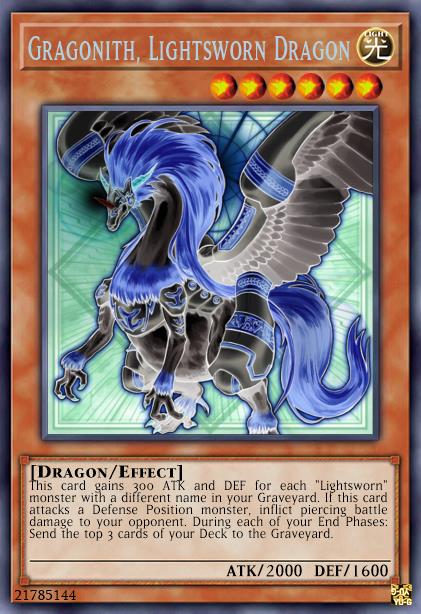 Gragonith, Lightsworn Dragon
LIGHT
光
[Dragon/Effect]
This card gains 300 ATK and DEF for each "Lightsworn"
monster with a different name in your Graveyard. If this card
attacks a Defense Position monster, inflict piercing battle
damage to your opponent. During each of your End Phases:
Send the top 3 cards of your Deck to the Graveyard.
ATK/2000 DEF/1600
21785144